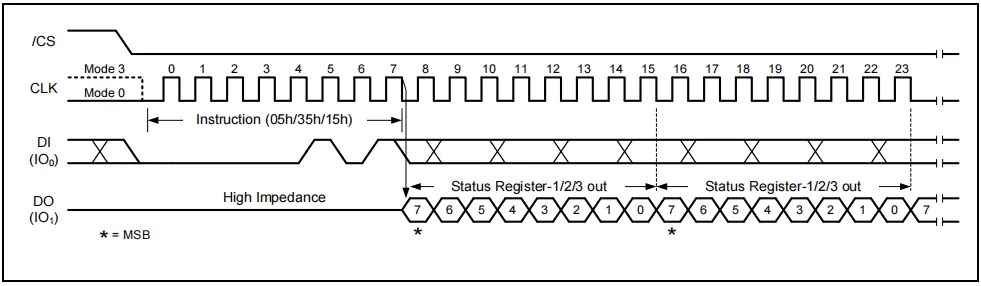 /CS
Mode 3
0 1 2 3 4 5 6 7 8 9 10 11 12 13 14 15 16 17 18 19 20 21 22 23
CLK
Mode 0
Instruction (05h/35h/15h)
DI
(IO₀)
Status Register-1/2/3 out Status Register-1/2/3 out
High Impedance
DO
(IO₁)
7 6 5 4 3 2 1 0 7 6 5 4 3 2 1 0 7
* *
* = MSB